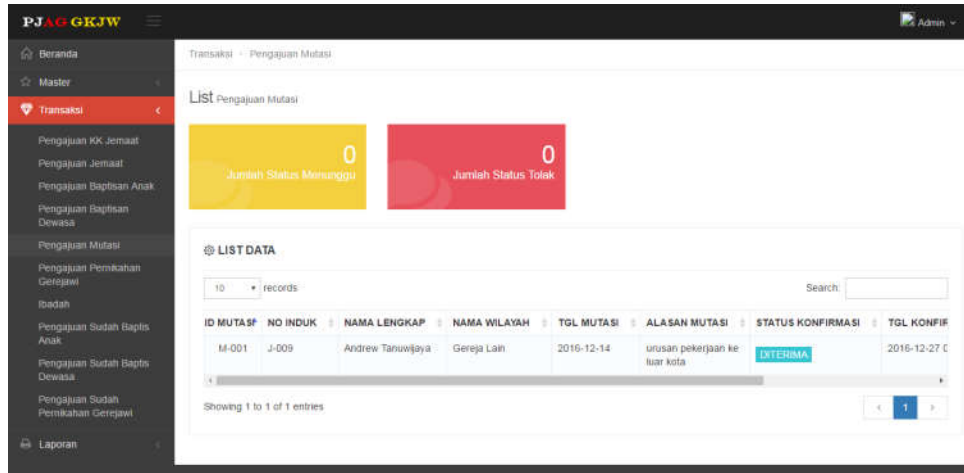 PJAG GKJW
Admin
Beranda
Master
Transaksi
Pengajuan KK Jemaat
Pengajuan Jemaat
Pengajuan Baptisan Anak
Pengajuan Baptisan
Dewasa
Pengajuan Mutasi
Pengajuan Pernikahan
Gerejawi
Ibadah
Pengajuan Sudah Baptis
Anak
Pengajuan Sudah Baptis
Dewasa
Pengajuan Sudah
Pernikahan Gerejawi
Laporan
Transaksi > Pengajuan Mutasi
List Pengajuan Mutasi
0
Jumlah Status Menunggu
0
Jumlah Status Tolak
LIST DATA
10 records Search:
ID MUTASI NO INDUK NAMA LENGKAP NAMA WILAYAH TGL MUTASI ALASAN MUTASI STATUS KONFIRMASI TGL KONFIR
M-001 J-009 Andrew Tanuwijaya Gereja Lain 2016-12-14 urusan pekerjaan ke DITERIMA 2016-12-27 0
luar kota
Showing 1 to 1 of 1 entries
1